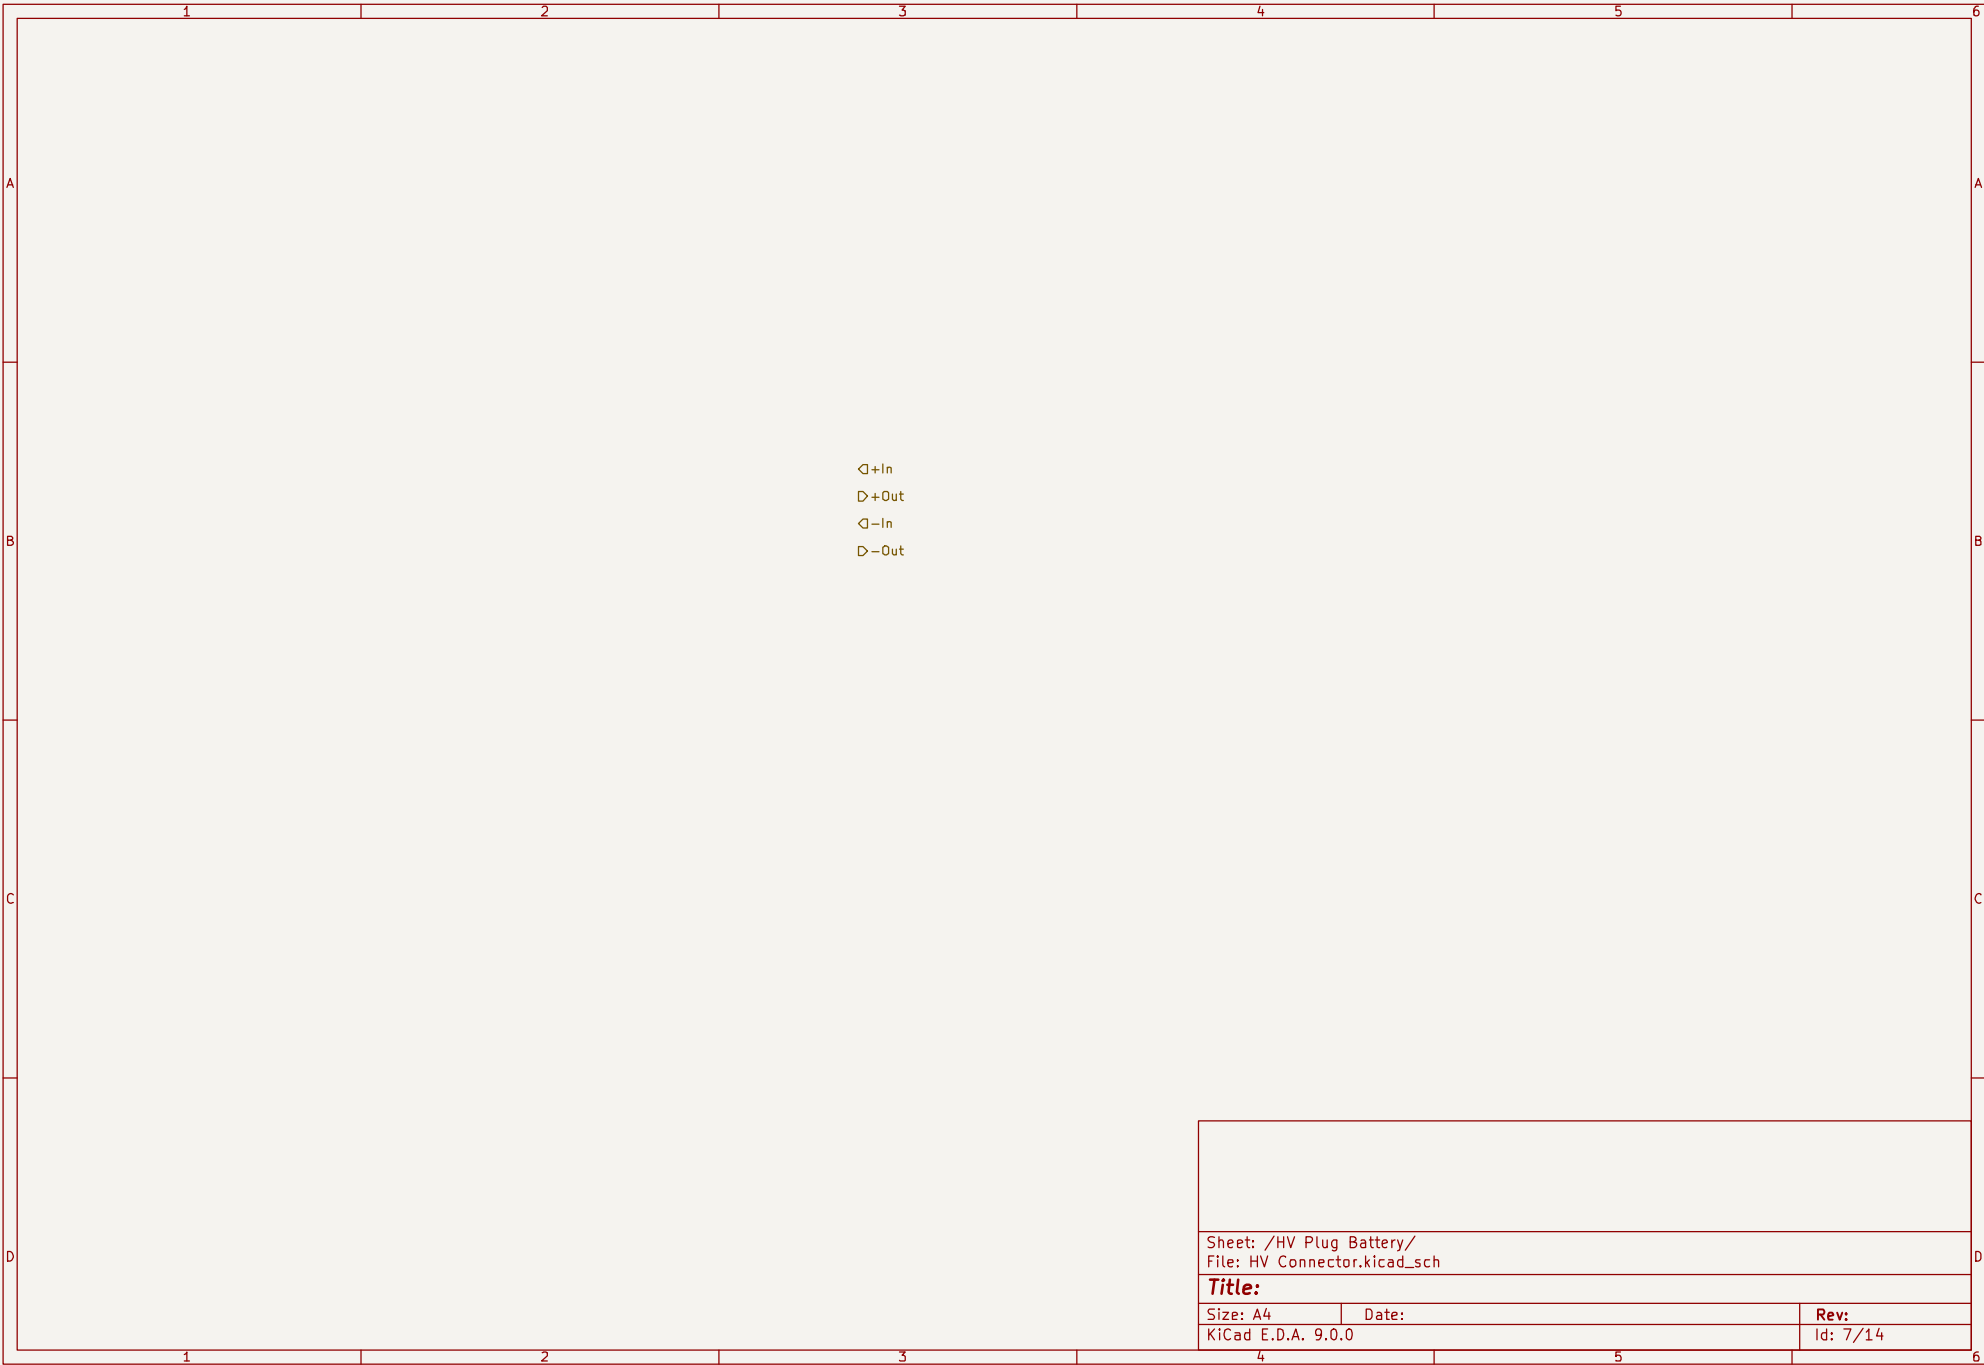 1 2 3 4 5 6
A A
+In
+Out
-In
-Out
B B
C C
Sheet: /HV Plug Battery/
File: HV Connector.kicad_sch
D D
Title:
Size: A4 Date: Rev:
KiCad E.D.A. 9.0.0 Id: 7/14
1 2 3 4 5 6